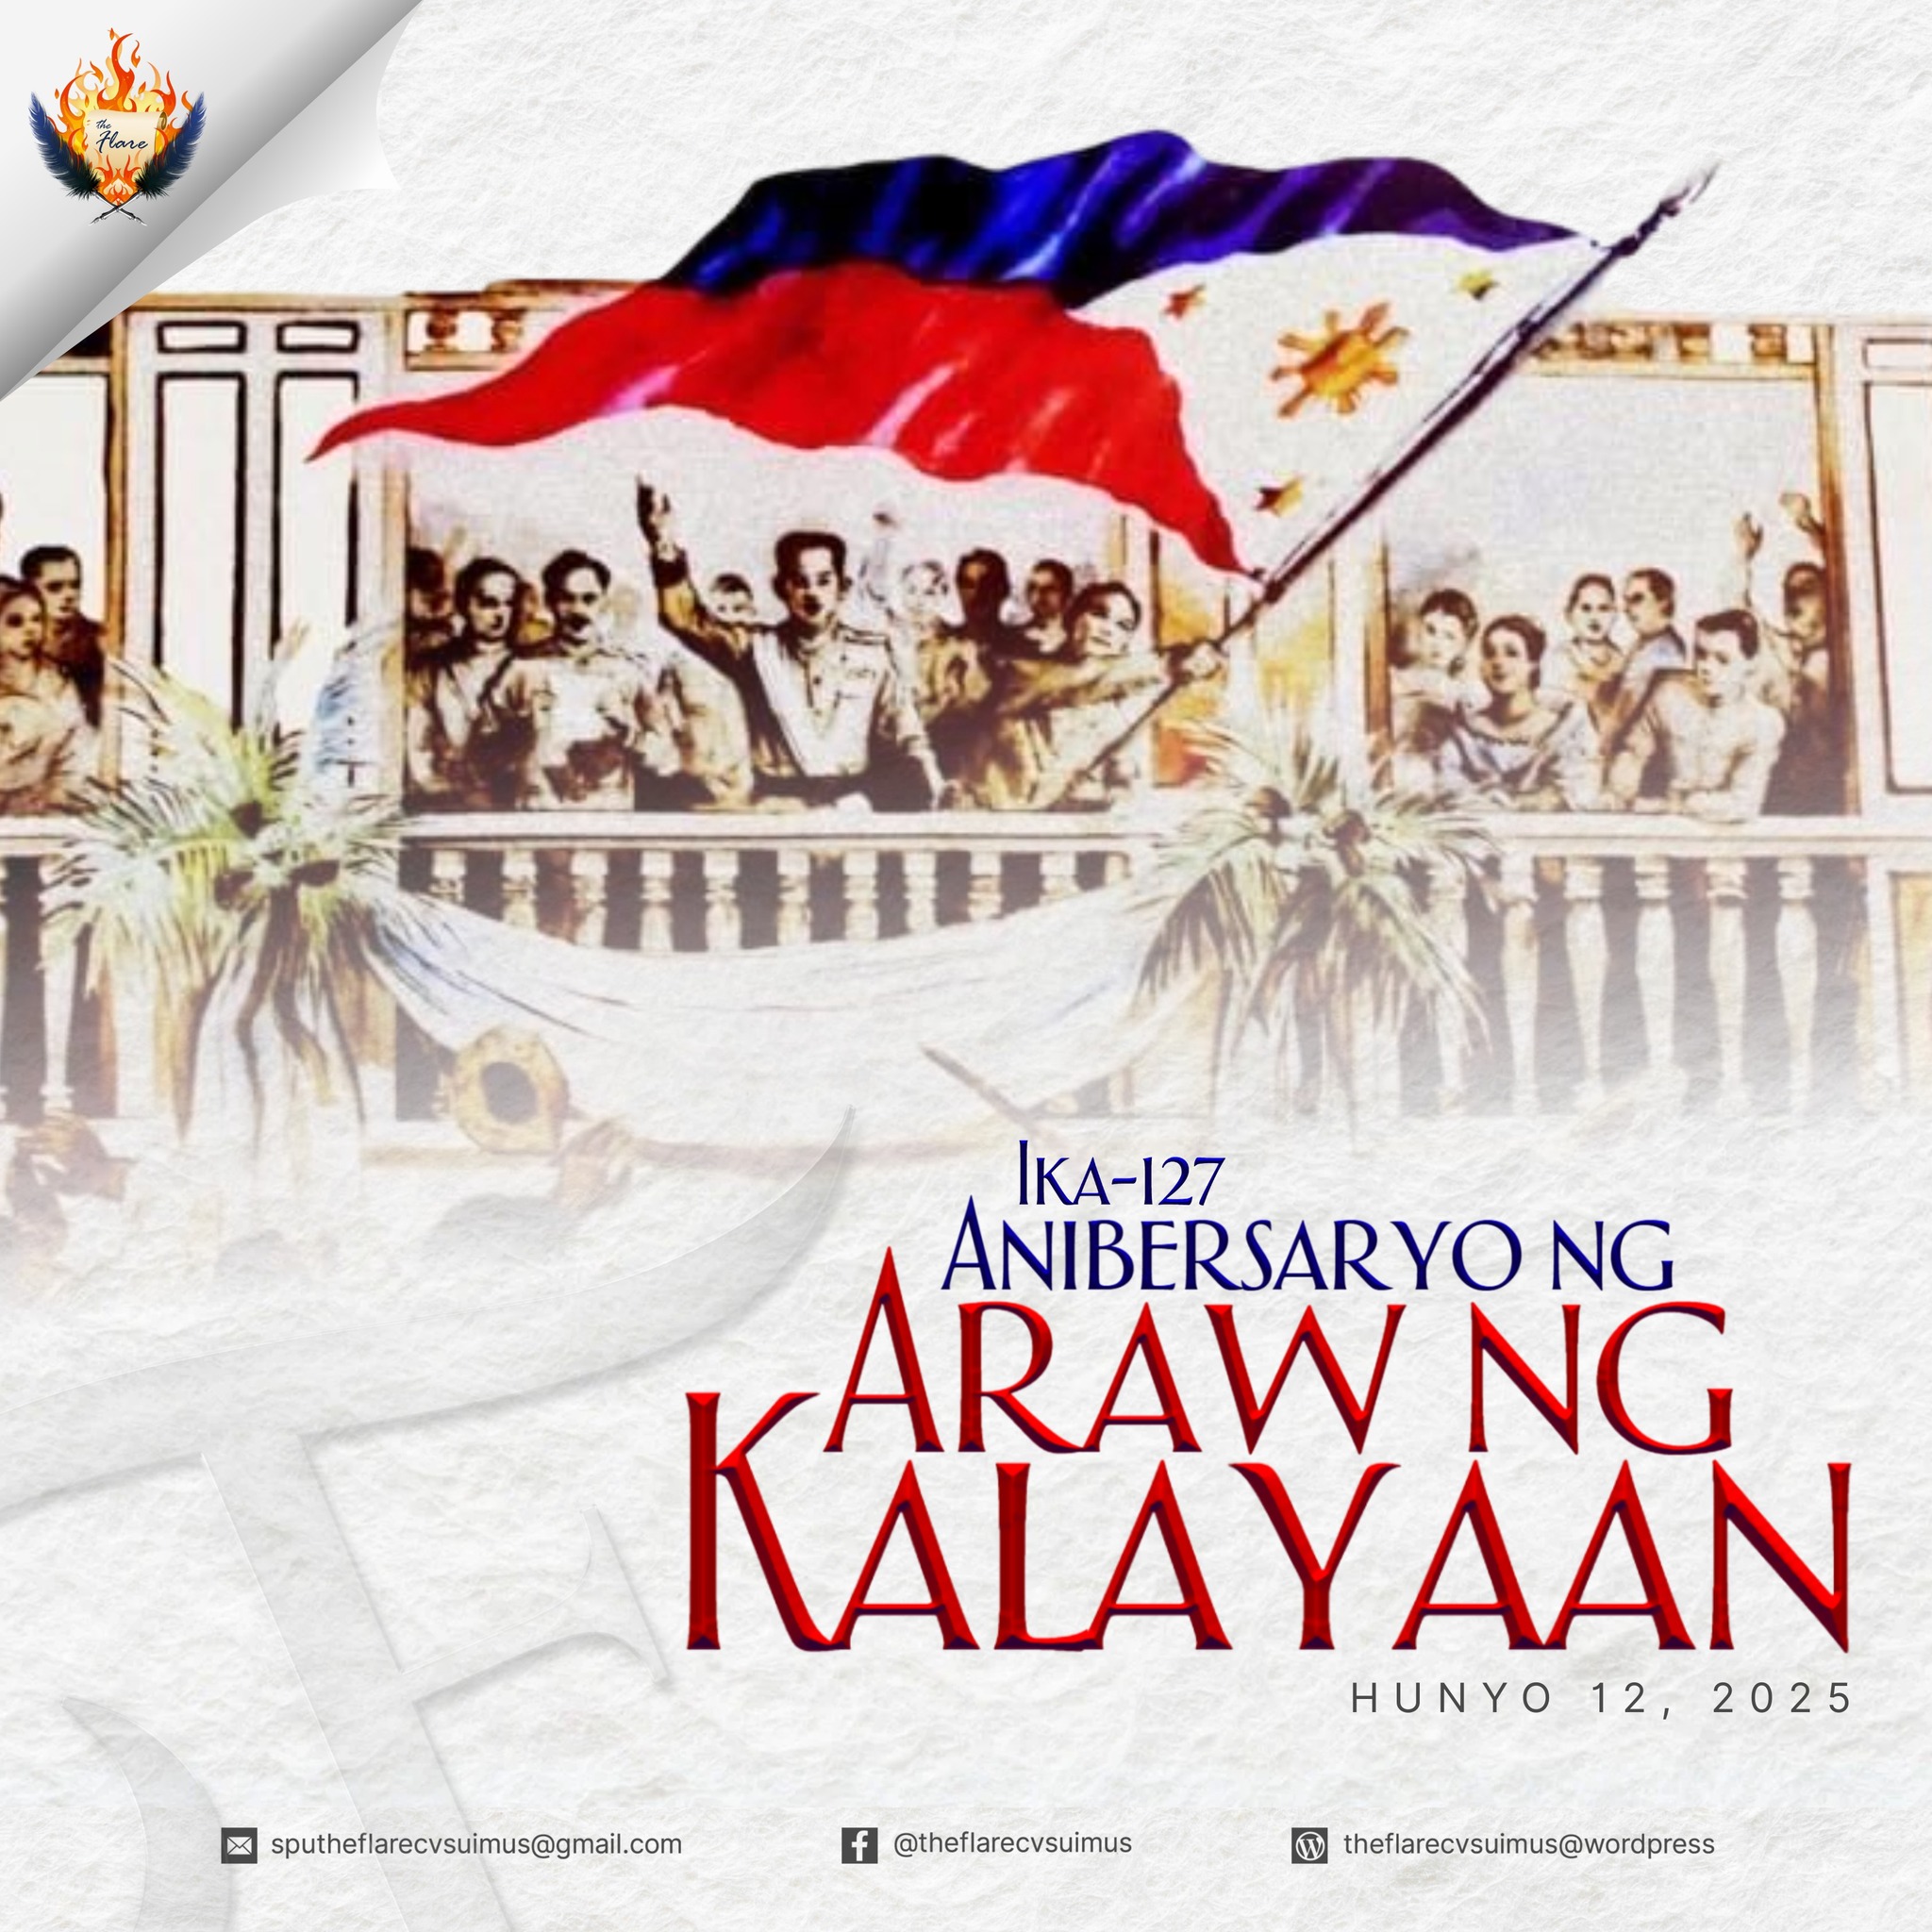 the
Flare
IKA-127
ANIBERSARYO NG
ARAW NG
KALAYAAN
HUNYO 12, 2025
sputheflarecvsuimus@gmail.com
@theflarecvsuimus
theflarecvsuimus@wordpress